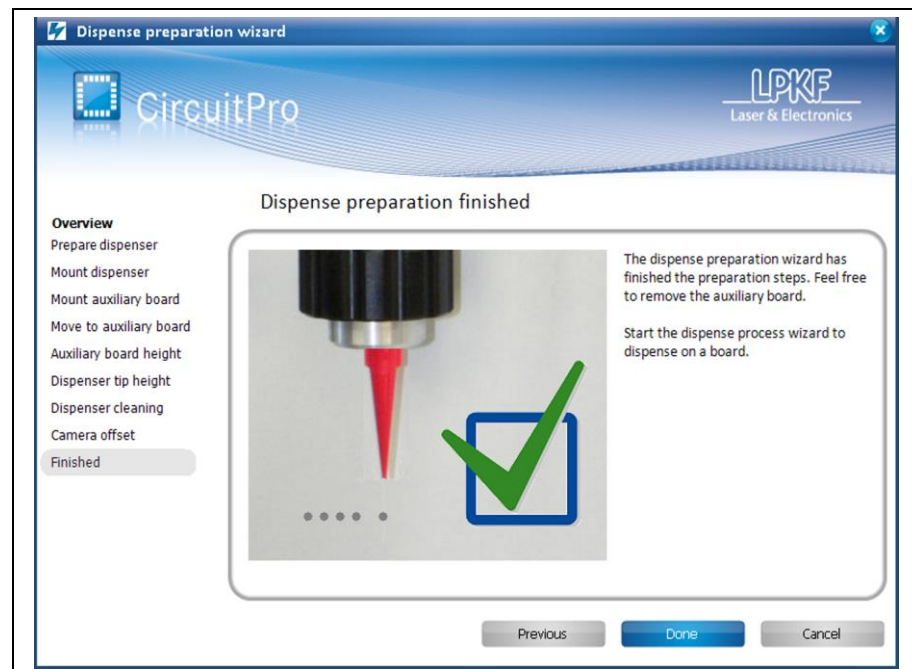 Dispense preparation wizard
CircuitPro
LPKF
Laser & Electronics
Dispense preparation finished
Overview
Prepare dispenser
Mount dispenser
Mount auxiliary board
Move to auxiliary board
Auxiliary board height
Dispenser tip height
Dispenser cleaning
Camera offset
Finished
The dispense preparation wizard has
finished the preparation steps. Feel free
to remove the auxiliary board.
Start the dispense process wizard to
dispense on a board.
Previous
Done
Cancel